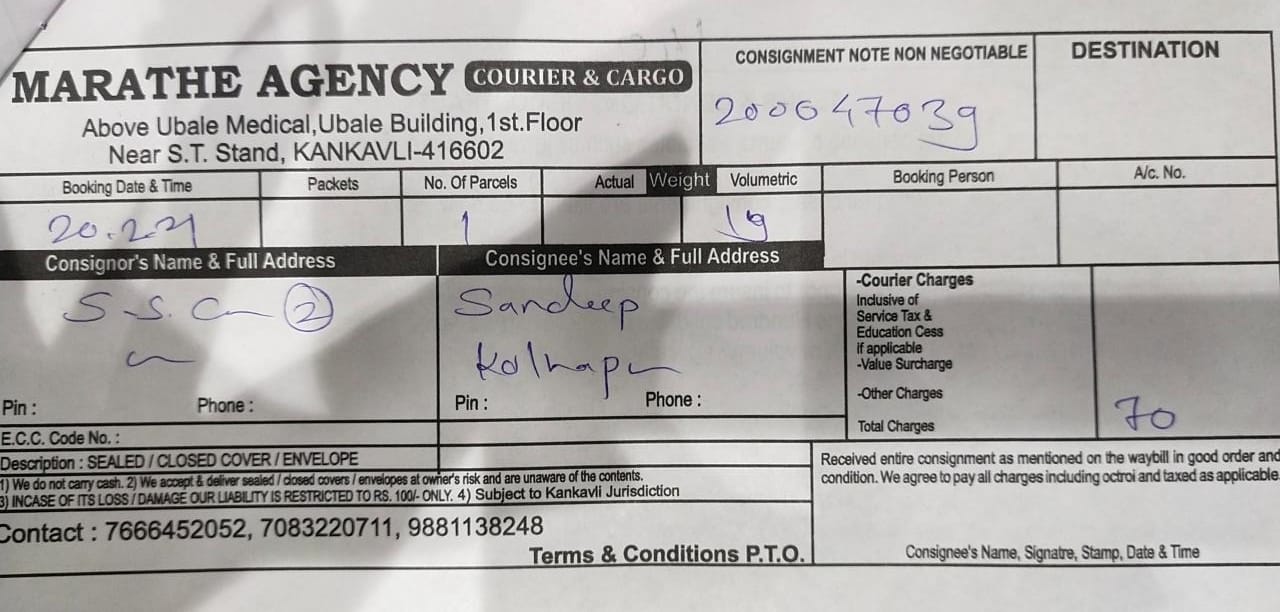 MARATHE AGENCY COURIER & CARGO
Above Ubale Medical,Ubale Building,1st.Floor
Near S.T. Stand, KANKAVLI-416602
CONSIGNMENT NOTE NON NEGOTIABLE
200647039
DESTINATION
Booking Date & Time Packets No. Of Parcels Actual Weight Volumetric Booking Person A/c. No.
20.2.21 1
Consignor's Name & Full Address
S.S.C 2
Pin : Phone :
Consignee's Name & Full Address
Sandeep
Kolhapur
Pin : Phone :
-Courier Charges
Inclusive of
Service Tax &
Education Cess
if applicable
-Value Surcharge
-Other Charges
Total Charges 70
E.C.C. Code No. :
Description : SEALED / CLOSED COVER / ENVELOPE
1) We do not carry cash. 2) We accept & deliver sealed / closed covers / envelopes at owner's risk and are unaware of the contents.
3) INCASE OF ITS LOSS / DAMAGE OUR LIABILITY IS RESTRICTED TO RS. 100/- ONLY. 4) Subject to Kankavli Jurisdiction
Contact : 7666452052, 7083220711, 9881138248
Terms & Conditions P.T.O.
Received entire consignment as mentioned on the waybill in good order and
condition. We agree to pay all charges including octroi and taxed as applicable.
Consignee's Name, Signatre, Stamp, Date & Time